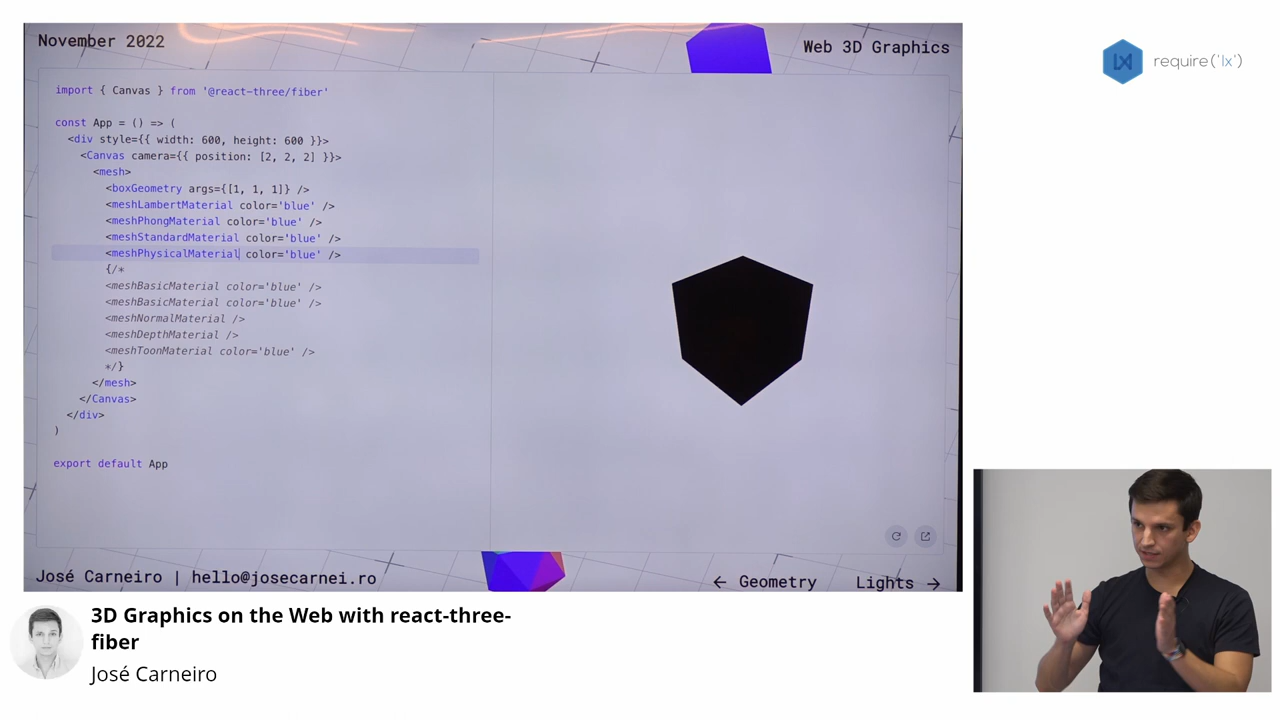 November 2022
Web 3D Graphics
require('lx')
import { Canvas } from '@react-three/fiber'
const App = () => (
<div style={{ width: 600, height: 600 }}>
<Canvas camera={{ position: [2, 2, 2] }}>
<mesh>
<boxGeometry args={[1, 1, 1]} />
<meshLambertMaterial color='blue' />
<meshPhongMaterial color='blue' />
<meshStandardMaterial color='blue' />
<meshPhysicalMaterial color='blue' />
{/*
<meshBasicMaterial color='blue' />
<meshBasicMaterial color='blue' />
<meshNormalMaterial />
<meshDepthMaterial />
<meshToonMaterial color='blue' />
*/}
</mesh>
</Canvas>
</div>
)
export default App
José Carneiro | hello@josecarnei.ro
← Geometry
Lights →
3D Graphics on the Web with react-three-
fiber
José Carneiro